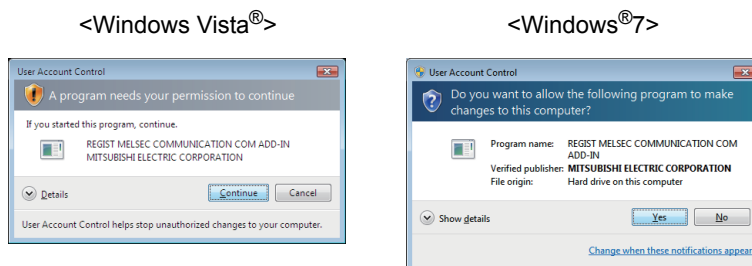 <Windows Vista®>
User Account Control
A program needs your permission to continue
If you started this program, continue.
REGIST MELSEC COMMUNICATION COM ADD-IN
MITSUBISHI ELECTRIC CORPORATION
Details
Continue Cancel
User Account Control helps stop unauthorized changes to your computer.
<Windows®7>
User Account Control
Do you want to allow the following program to make
changes to this computer?
Program name: REGIST MELSEC COMMUNICATION COM
ADD-IN
Verified publisher: MITSUBISHI ELECTRIC CORPORATION
File origin: Hard drive on this computer
Show details
Yes No
Change when these notifications appear